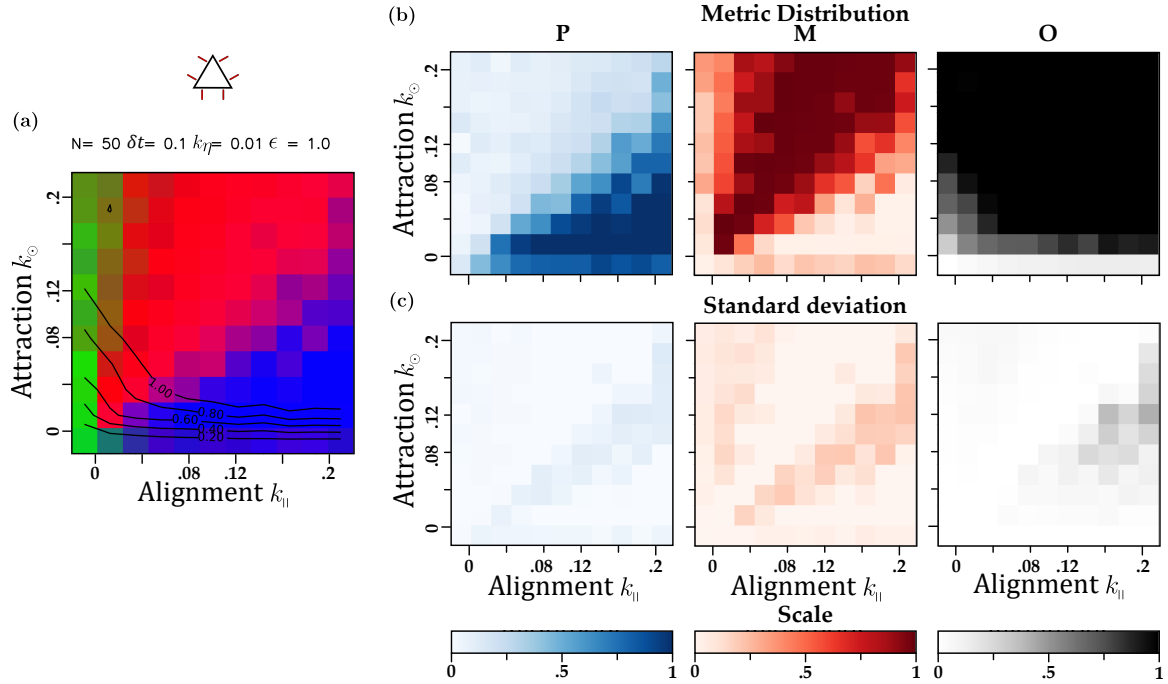 (a)
N= 50 δt= 0.1 kη= 0.01 ϵ = 1.0
Attraction k⊙
.2
.12
.08
0
1.00
0.80
0.60
0.40
0.20
0 .08 .12 .2
Alignment k||
(b)
Metric Distribution
P M O
Attraction k⊙
.2
.12
.08
0
(c)
Standard deviation
Attraction k⊙
.2
.12
.08
0
0 .08 .12 .2 0 .08 .12 .2 0 .08 .12 .2
Alignment k|| Alignment k|| Alignment k||
Scale
0 .5 1 0 .5 1 0 .5 1